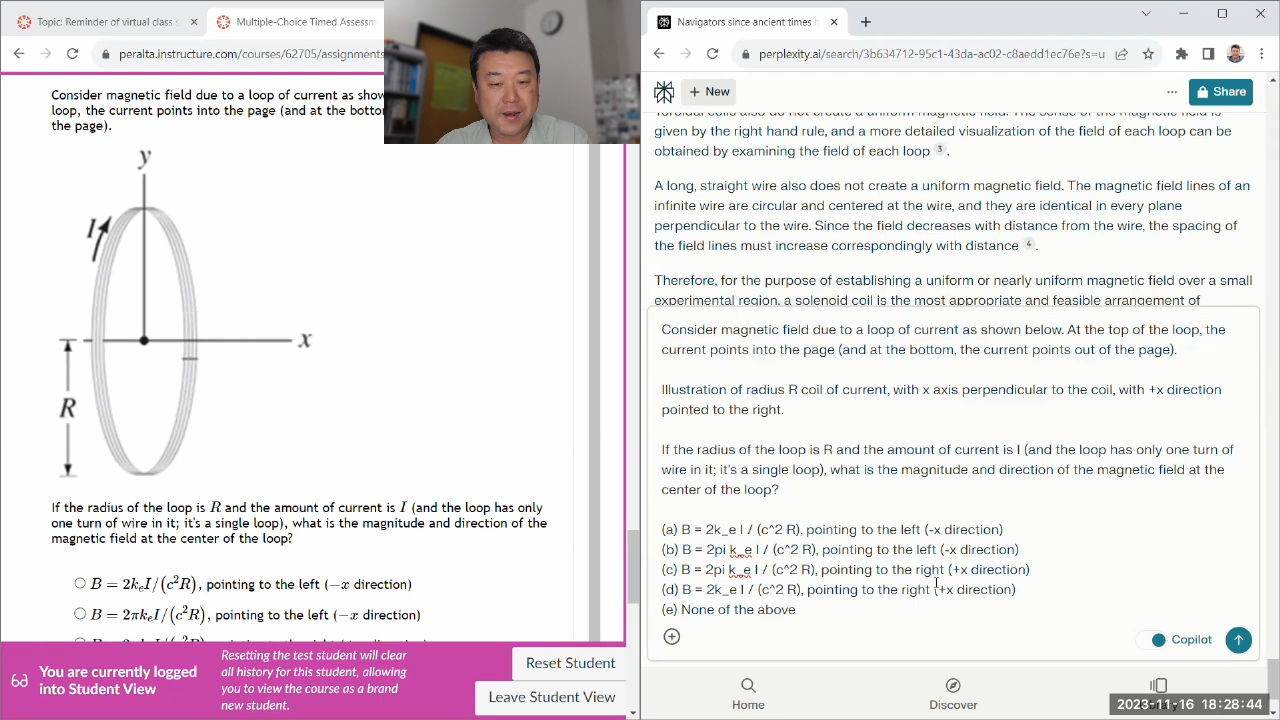 Topic: Reminder of virtual class
Multiple-Choice Timed Assessm
peralta.instructure.com/courses/62705/assignments
Consider magnetic field due to a loop of current as show
loop, the current points into the page (and at the bottom
the page).
y
I
x
R
If the radius of the loop is R and the amount of current is I (and the loop has only
one turn of wire in it; it's a single loop), what is the magnitude and direction of the
magnetic field at the center of the loop?
B = 2kₑI/(c²R), pointing to the left (−x direction)
B = 2πkₑI/(c²R), pointing to the left (−x direction)
You are currently logged
into Student View
Resetting the test student will clear
all history for this student, allowing
you to view the course as a brand
new student.
Reset Student
Leave Student View
Navigators since ancient times h
perplexity.ai/search/3b634712-95c1-43da-ac02-c8aedd1ec76e?s=u
New
Share
Toroidal coils also do not create a uniform magnetic field. The sense of the magnetic field is
given by the right hand rule, and a more detailed visualization of the field of each loop can be
obtained by examining the field of each loop 3.
A long, straight wire also does not create a uniform magnetic field. The magnetic field lines of an
infinite wire are circular and centered at the wire, and they are identical in every plane
perpendicular to the wire. Since the field decreases with distance from the wire, the spacing of
the field lines must increase correspondingly with distance 4.
Therefore, for the purpose of establishing a uniform or nearly uniform magnetic field over a small
experimental region, a solenoid coil is the most appropriate and feasible arrangement of
Consider magnetic field due to a loop of current as shown below. At the top of the loop, the
current points into the page (and at the bottom, the current points out of the page).
Illustration of radius R coil of current, with x axis perpendicular to the coil, with +x direction
pointed to the right.
If the radius of the loop is R and the amount of current is I (and the loop has only one turn of
wire in it; it's a single loop), what is the magnitude and direction of the magnetic field at the
center of the loop?
(a) B = 2k_e I / (c^2 R), pointing to the left (-x direction)
(b) B = 2pi k_e I / (c^2 R), pointing to the left (-x direction)
(c) B = 2pi k_e I / (c^2 R), pointing to the right (+x direction)
(d) B = 2k_e I / (c^2 R), pointing to the right (+x direction)
(e) None of the above
Copilot
Home
Discover
2023-11-16 18:28:44